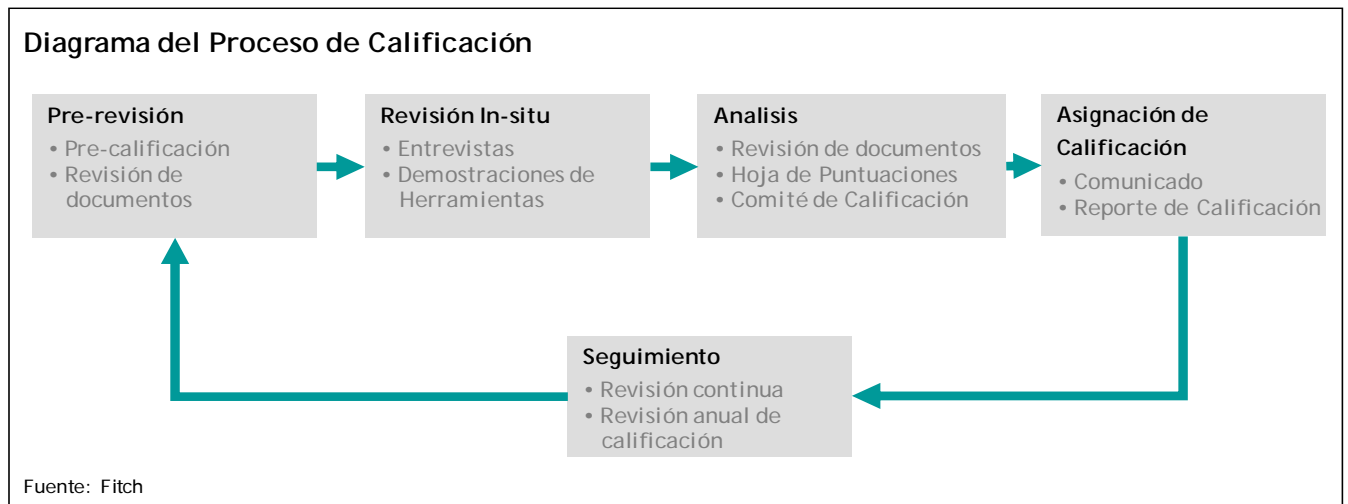 Diagrama del Proceso de Calificación
Pre-revisión
• Pre-calificación
• Revisión de
documentos
Revisión In-situ
• Entrevistas
• Demostraciones de
Herramientas
Analisis
• Revisión de documentos
• Hoja de Puntuaciones
• Comité de Calificación
Asignación de
Calificación
• Comunicado
• Reporte de Calificación
Seguimiento
• Revisión continua
• Revisión anual de
calificación
Fuente: Fitch